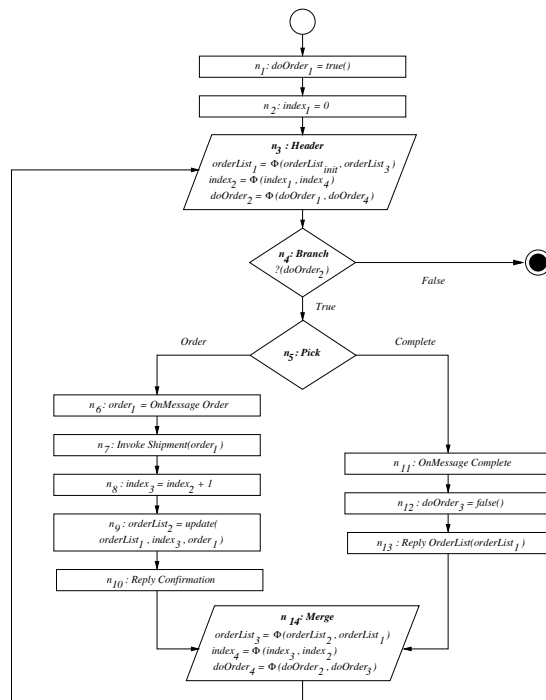 n1 : doOrder1 = true()
n2 : index1 = 0
n3 : Header
orderList1 = Φ(orderListinit, orderList3)
index2 = Φ(index1, index4)
doOrder2 = Φ(doOrder1, doOrder4)
n4 : Branch
?(doOrder2)
False
True
n5 : Pick
Order
Complete
n6 : order1 = OnMessage Order
n7 : Invoke Shipment(order1)
n8 : index3 = index2 + 1
n9 : orderList2 = update(
orderList1, index3, order1)
n10 : Reply Confirmation
n11 : OnMessage Complete
n12 : doOrder3 = false()
n13 : Reply OrderList(orderList1)
n14 : Merge
orderList3 = Φ(orderList2, orderList1)
index4 = Φ(index3, index2)
doOrder4 = Φ(doOrder2, doOrder3)